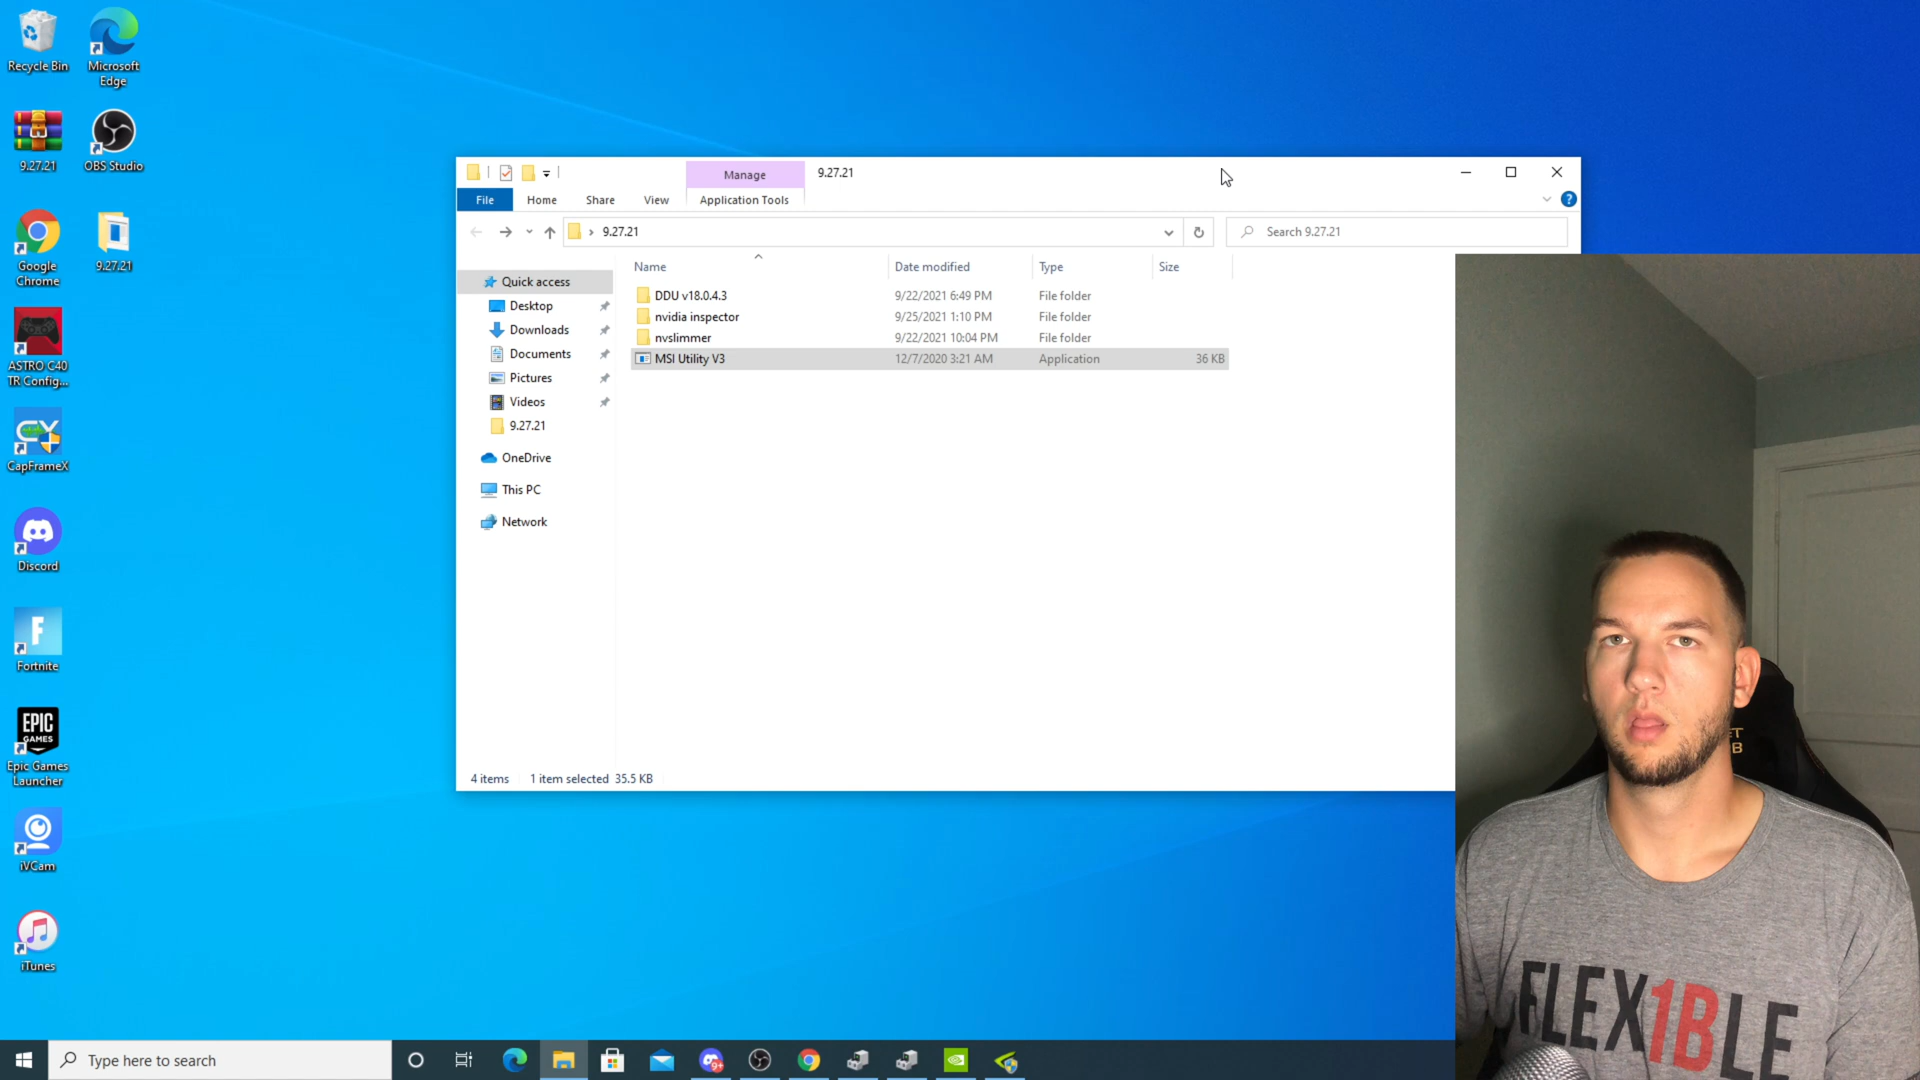 Recycle Bin
Microsoft
Edge
9.27.21
OBS Studio
Google
Chrome
9.27.21
ASTRO C40
TR Config...
CapFrameX
Discord
Fortnite
EPIC
GAMES
Epic Games
Launcher
iVCam
iTunes
Manage
9.27.21
File
Home
Share
View
Application Tools
9.27.21
Search 9.27.21
Name
Date modified
Type
Size
Quick access
Desktop
Downloads
Documents
Pictures
Videos
9.27.21
OneDrive
This PC
Network
DDU v18.0.4.3 9/22/2021 6:49 PM File folder
nvidia inspector 9/25/2021 1:10 PM File folder
nvslimmer 9/22/2021 10:04 PM File folder
MSI Utility V3 12/7/2020 3:21 AM Application 36 KB
4 items 1 item selected 35.5 KB
FLEX1BLE
Type here to search
9+